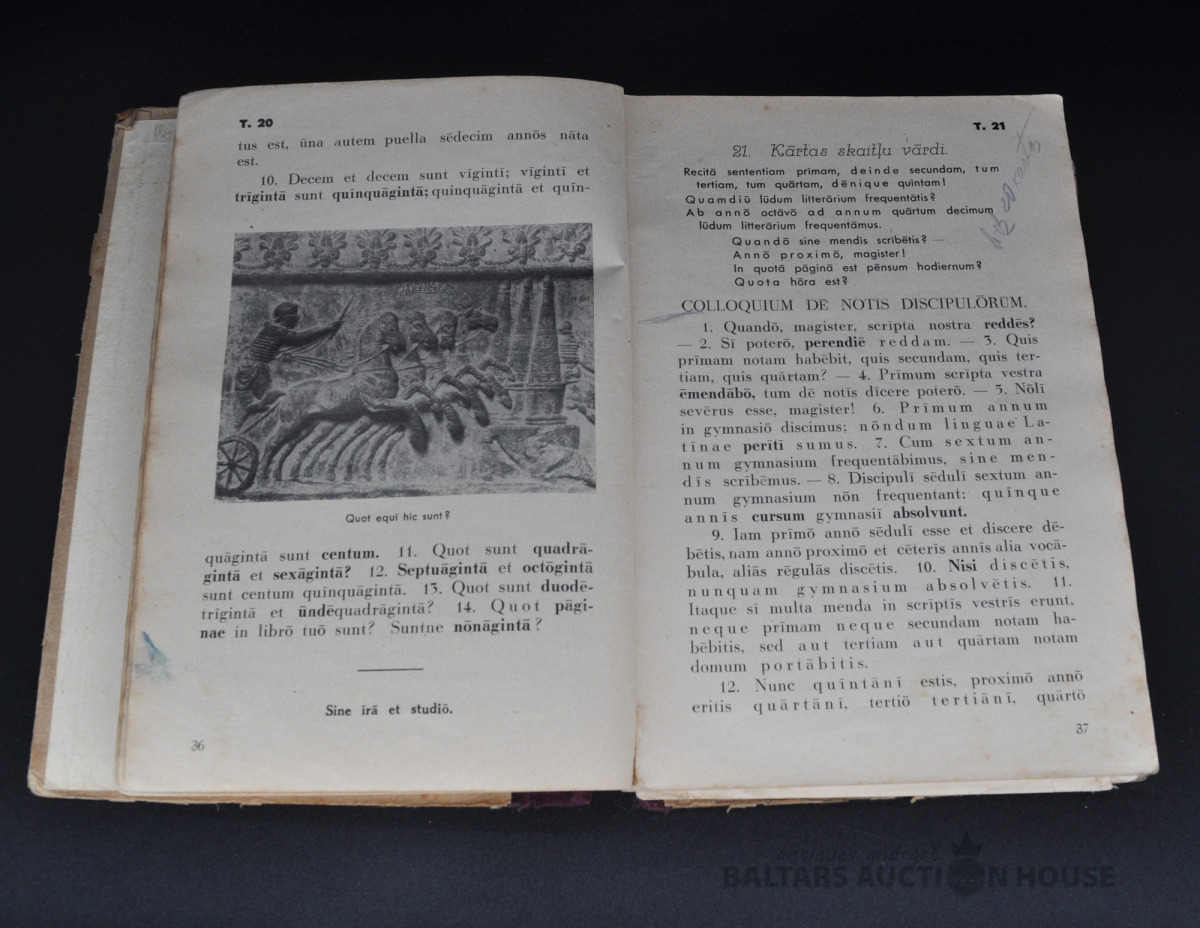 T. 20
tus est, ūna autem puella sēdecim annōs nāta
est.
10. Decem et decem sunt vīgintī; vīgintī et
trīgintā sunt quīnquāgintā; quinquāgintā et quīn-
Quot equī hic sunt?
quāgintā sunt centum. 11. Quot sunt quadrā-
gintā et sexāgintā? 12. Septuāgintā et octōgintā
sunt centum quīnquāgintā. 13. Quot sunt duodē-
trīgintā et ūndēquadrāgintā? 14. Quot pāgi-
nae in librō tuō sunt? Suntne nōnāgintā?
Sine irā et studiō.
36
T. 21
21. Kārtas skaitļu vārdi.
Recitā sententiam prīmam, deinde secundam, tum
tertiam, tum quārtam, dēnique quīntam!
Quamdiū lūdum litterārium frequentātis?
Ab annō octāvō ad annum quārtum decimum
lūdum litterārium frequentāmus.
Quandō sine mendīs scrībētis? —
Annō proximō, magister!
In quotā pāginā est pēnsum hodiernum?
Quota hōra est?
COLLOQUIUM DE NOTĪS DISCIPULŌRŪM.
1. Quandō, magister, scrīpta nostra reddēs?
— 2. Sī poterō, perendiē reddam. — 3. Quis
prīmam notam habēbit, quis secundam, quis ter-
tiam, quis quārtam? — 4. Prīmum scrīpta vestra
ēmendābō, tum dē notīs dīcere poterō. — 5. Nōlī
sevērus esse, magister! 6. Prīmum annum
in gymnasiō discimus; nōndum linguae La-
tīnae perītī sumus. 7. Cum sextum an-
num gymnasium frequentābimus, sine men-
dīs scrībēmus. — 8. Discipulī sēdulī sextum an-
num gymnasium nōn frequentant: quīnque
annīs cursum gymnasiī absolvunt.
9. Iam prīmō annō sēdulī esse et discere dē-
bētis, nam annō proximō et cēterīs annīs alia vocā-
bula, aliās rēgulās discētis. 10. Nisi discētis,
nunquam gymnasium absolvētis. 11.
Itaque sī multa menda in scrīptīs vestrīs erunt,
neque prīmam neque secundam notam ha-
bēbitis, sed aut tertiam aut quārtam notam
domum portābitis.
12. Nunc quīntānī estis, proximō annō
eritis quārtānī, tertiō tertiānī, quārtō
37
antiques and art
BALTARS AUCTION HOUSE